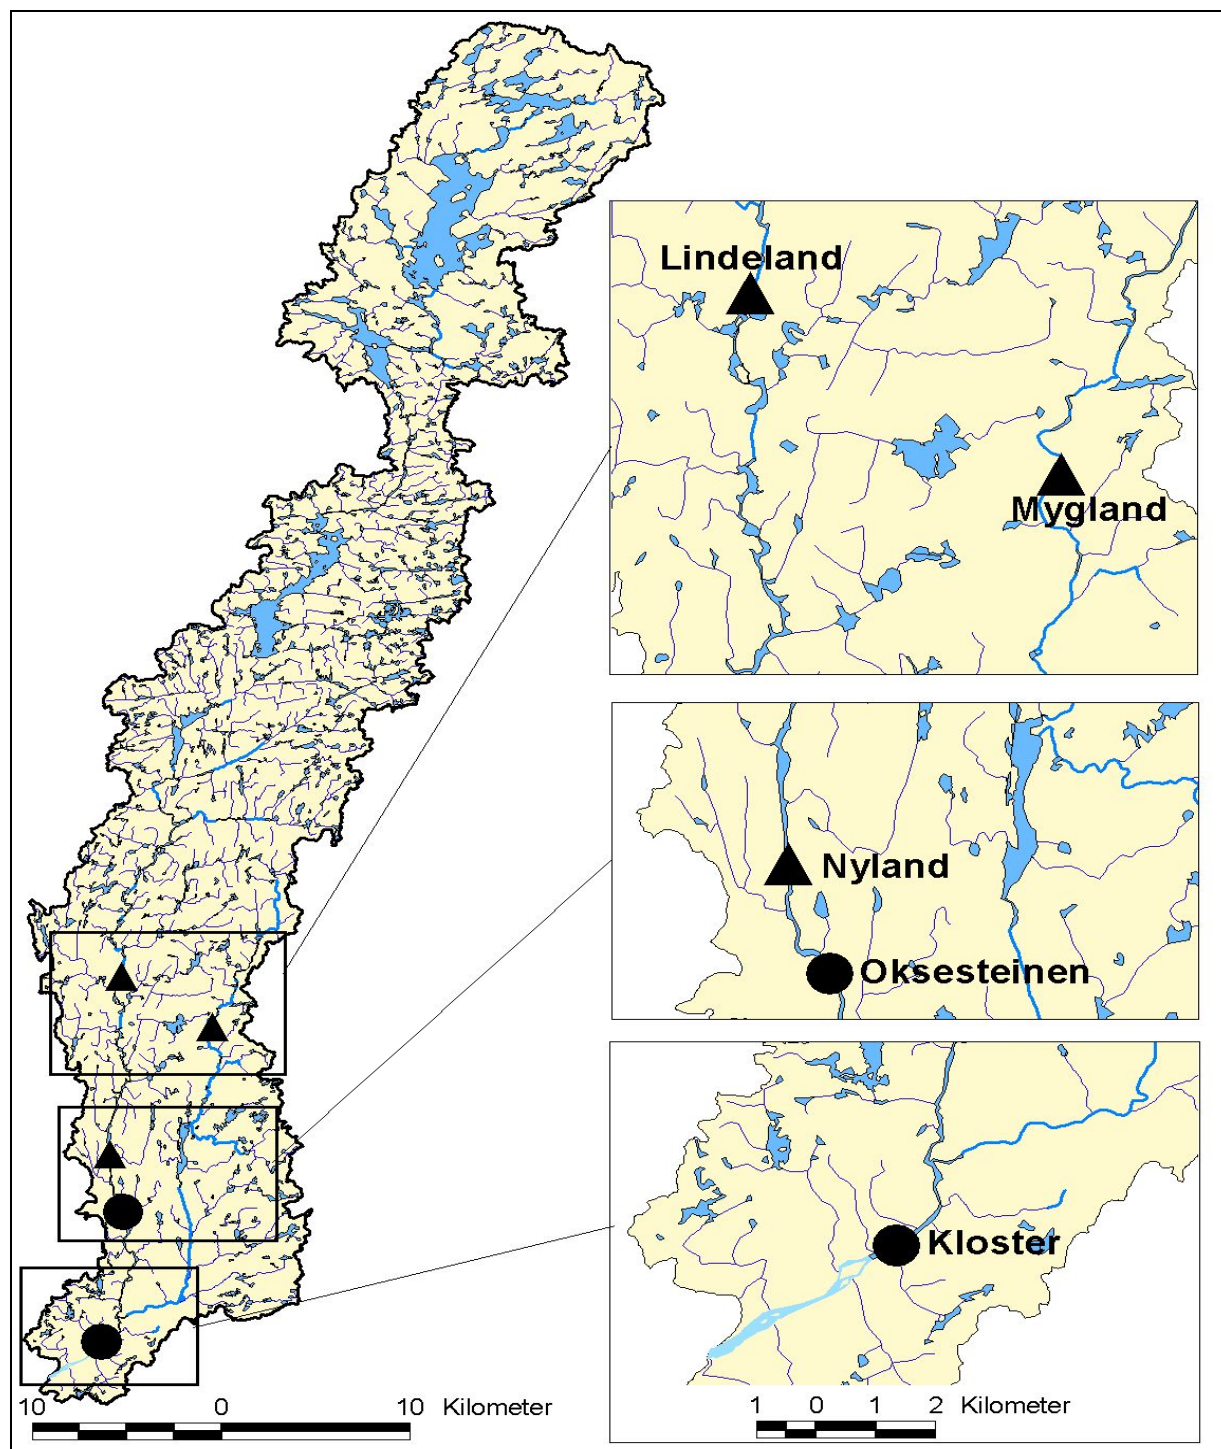 Lindeland
Mygland
Nyland
Oksesteinen
Kloster
10 0 10 Kilometer
1 0 1 2 Kilometer